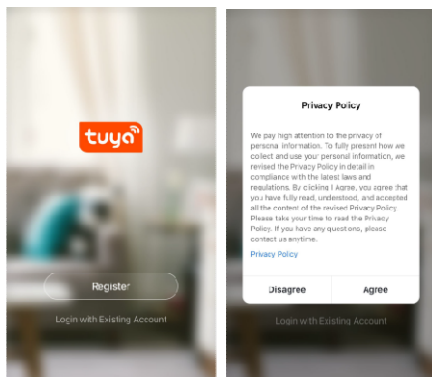 tuya
Register
Login with Existing Account
Privacy Policy
We pay high attention to the privacy of
personal information. To fully present how we
collect and use your personal information, we
revised the Privacy Policy in detail in
compliance with the latest laws and
regulations. By clicking I Agree, you agree that
you have fully read, understood, and accepted
all the content of the revised Privacy Policy.
Please take your time to read the Privacy
Policy. If you have any questions, please
contact us anytime.
Privacy Policy
Disagree
Agree
Login with Existing Account